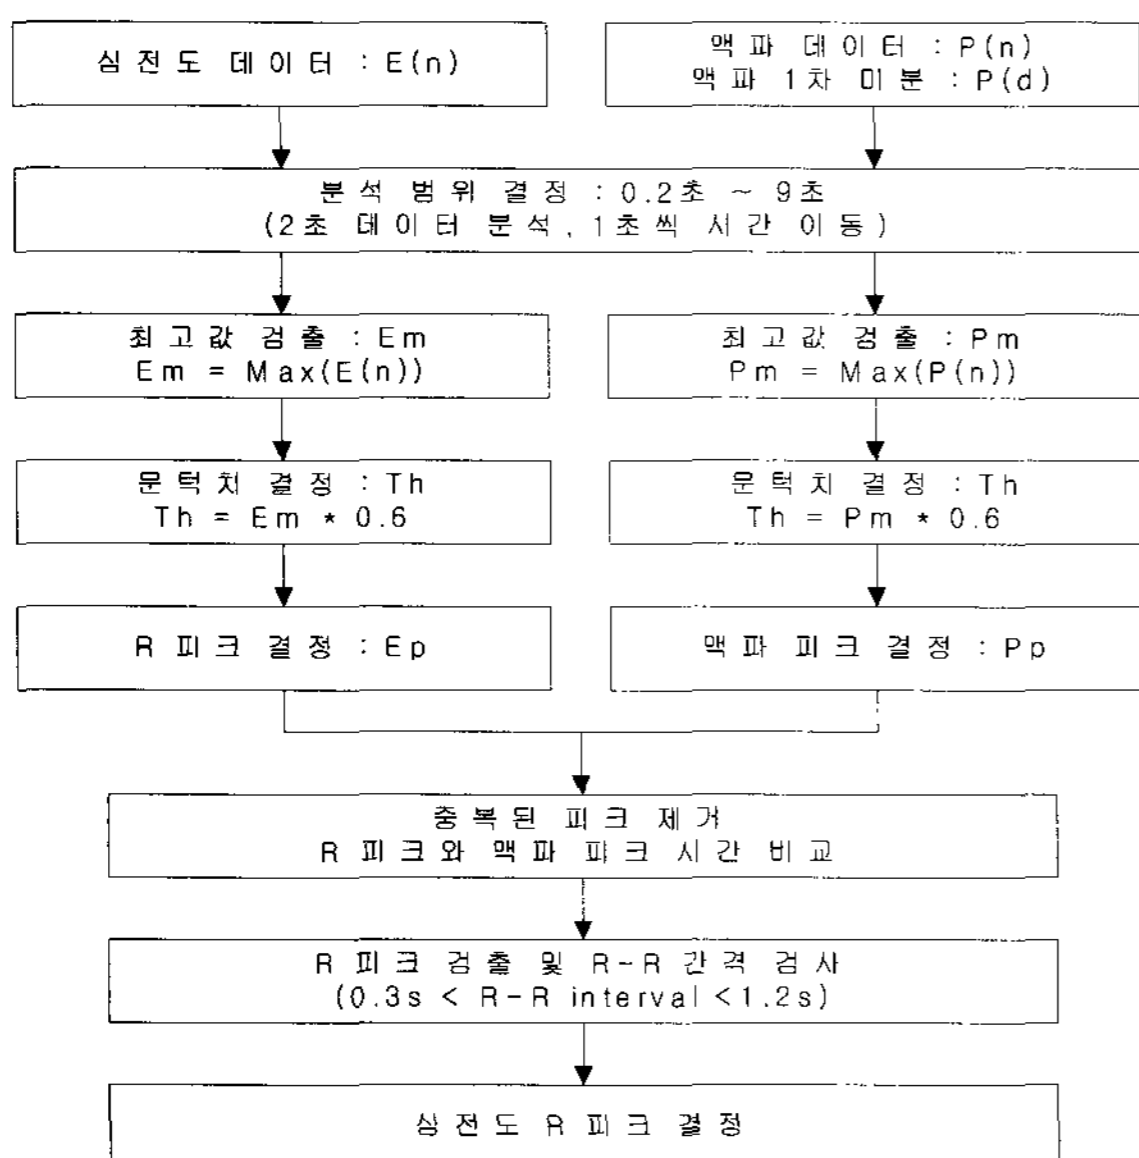 심전도 데이터 : E(n)
맥파 데이터 : P(n)
맥파 1차 미분 : P(d)
분석 범위 결정 : 0.2초 ~ 9초
(2초 데이터 분석, 1초씩 시간 이동)
최고값 검출 : Em
Em = Max(E(n))
최고값 검출 : Pm
Pm = Max(P(n))
문턱치 결정 : Th
Th = Em * 0.6
문턱치 결정 : Th
Th = Pm * 0.6
R 피크 결정 : Ep
맥파 피크 결정 : Pp
중복된 피크 제거
R 피크와 맥파 피크 시간 비교
R 피크 검출 및 R-R 간격 검사
(0.3s < R-R interval <1.2s)
심전도 R 피크 결정